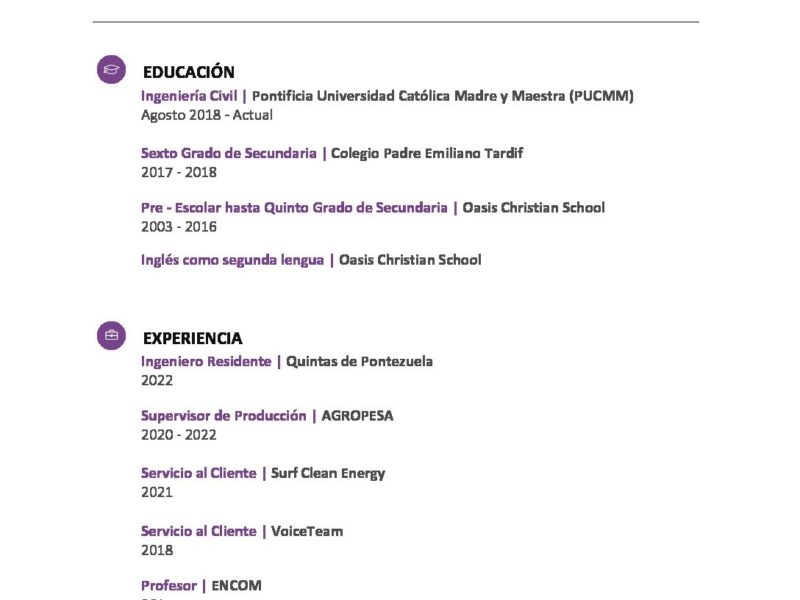 EDUCACIÓN
Ingeniería Civil | Pontificia Universidad Católica Madre y Maestra (PUCMM)
Agosto 2018 - Actual
Sexto Grado de Secundaria | Colegio Padre Emiliano Tardif
2017 - 2018
Pre - Escolar hasta Quinto Grado de Secundaria | Oasis Christian School
2003 - 2016
Inglés como segunda lengua | Oasis Christian School
EXPERIENCIA
Ingeniero Residente | Quintas de Pontezuela
2022
Supervisor de Producción | AGROPESA
2020 - 2022
Servicio al Cliente | Surf Clean Energy
2021
Servicio al Cliente | VoiceTeam
2018
Profesor | ENCOM